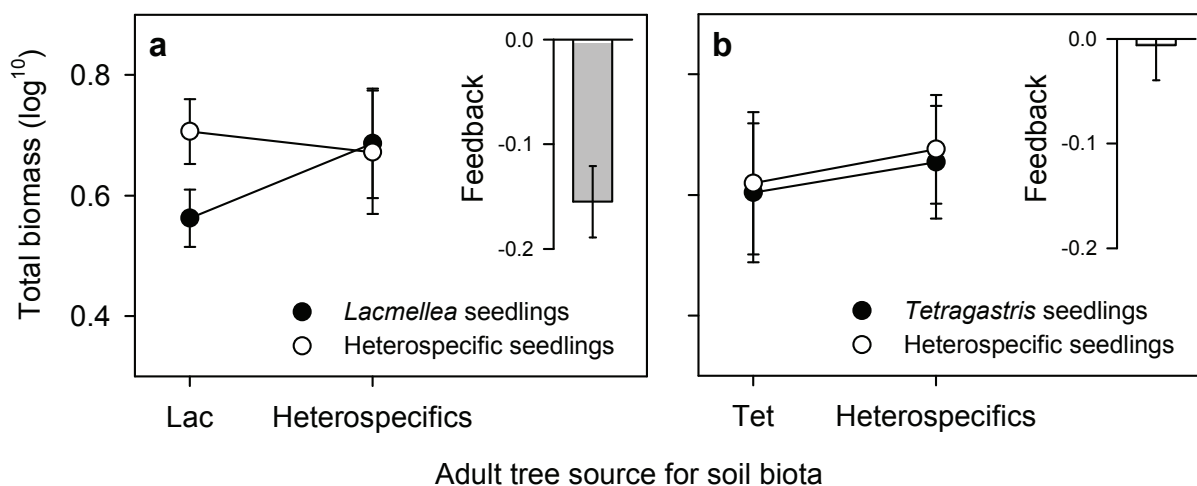 a
b
Total biomass (log10)
0.8
0.6
0.4
Feedback
0.0
-0.1
-0.2
Lacmellea seedlings
Heterospecific seedlings
Feedback
0.0
-0.1
-0.2
Tetragastris seedlings
Heterospecific seedlings
Lac
Heterospecifics
Tet
Heterospecifics
Adult tree source for soil biota